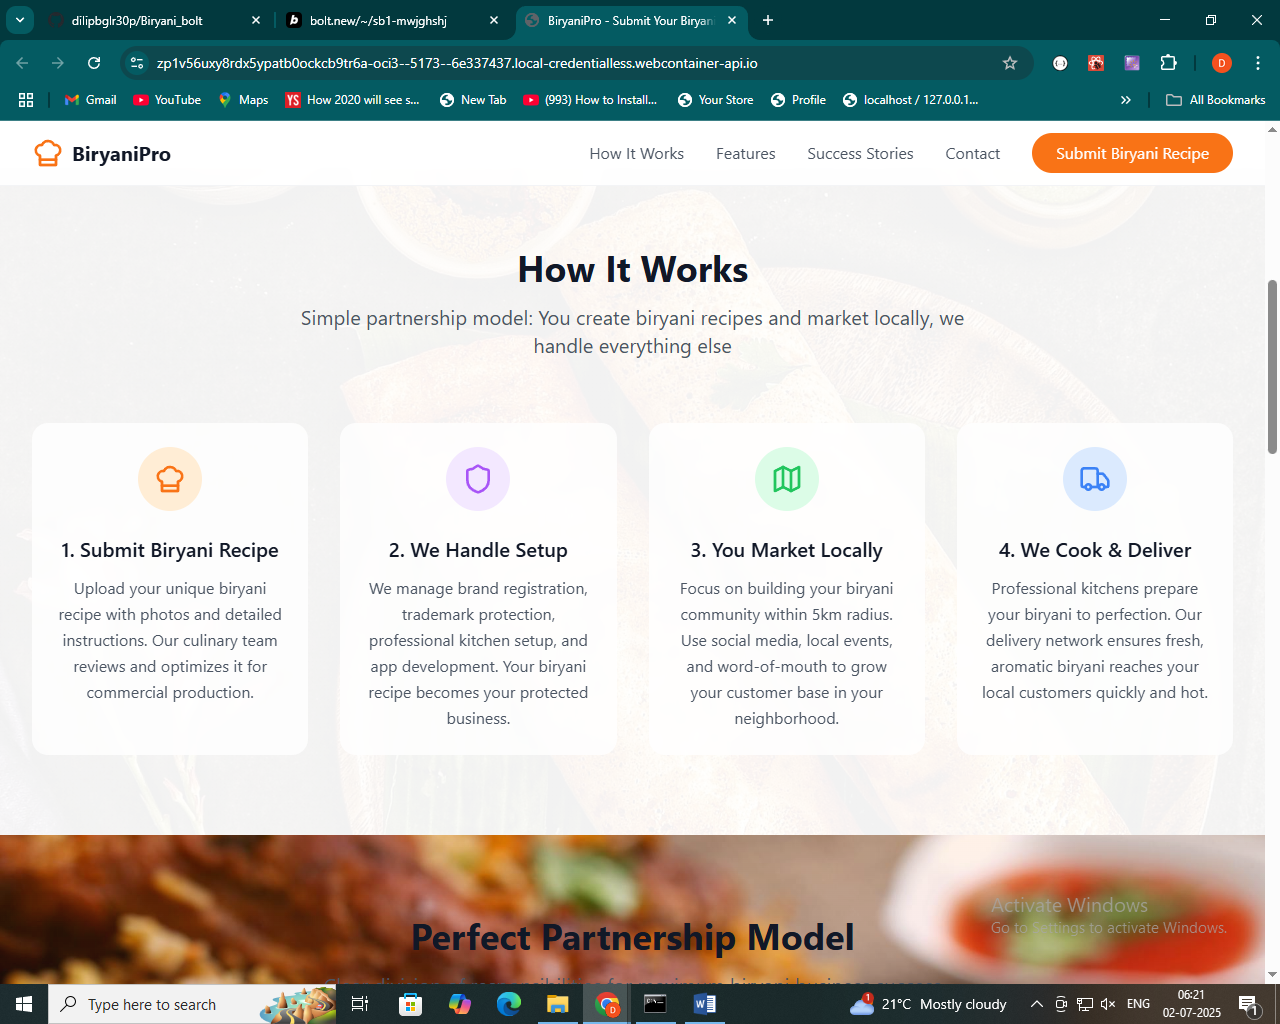 dilipbglr30p/Biryani_bolt
bolt.new/~/sb1-mwjghshj
BiryaniPro - Submit Your Biryan
zp1v56uxy8rdx5ypatb0ockcb9tr6a-oci3--5173--6e337437.local-credentialless.webcontainer-api.io
D
Gmail
YouTube
Maps
How 2020 will see s...
New Tab
(993) How to Install...
Your Store
Profile
localhost / 127.0.0.1...
All Bookmarks
BiryaniPro
How It Works
Features
Success Stories
Contact
Submit Biryani Recipe
How It Works
Simple partnership model: You create biryani recipes and market locally, we
handle everything else
1. Submit Biryani Recipe
Upload your unique biryani
recipe with photos and detailed
instructions. Our culinary team
reviews and optimizes it for
commercial production.
2. We Handle Setup
We manage brand registration,
trademark protection,
professional kitchen setup, and
app development. Your biryani
recipe becomes your protected
business.
3. You Market Locally
Focus on building your biryani
community within 5km radius.
Use social media, local events,
and word-of-mouth to grow
your customer base in your
neighborhood.
4. We Cook & Deliver
Professional kitchens prepare
your biryani to perfection. Our
delivery network ensures fresh,
aromatic biryani reaches your
local customers quickly and hot.
Perfect Partnership Model
Activate Windows
Go to Settings to activate Windows.
Type here to search
21°C Mostly cloudy
ENG
06:21
02-07-2025